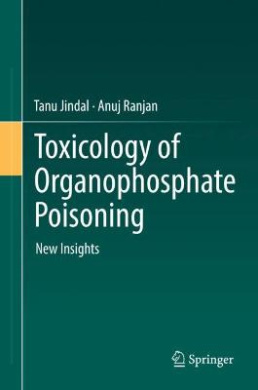 Tanu Jindal · Anuj Ranjan
Toxicology of
Organophosphate
Poisoning
New Insights
Springer